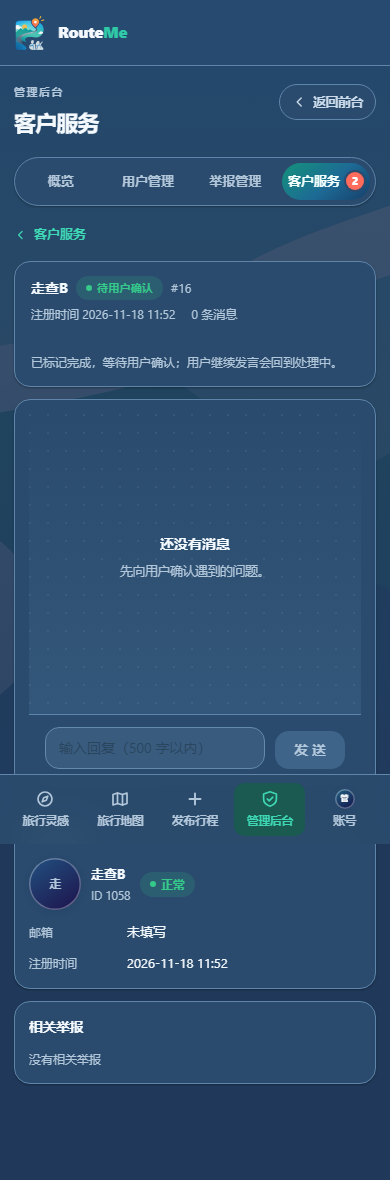 RouteMe
管理后台
返回前台
客户服务
概览
用户管理
举报管理
客户服务 2
客户服务
走查B
待用户确认
#16
注册时间 2026-11-18 11:52
0 条消息
已标记完成，等待用户确认；用户继续发言会回到处理中。
还没有消息
先向用户确认遇到的问题。
输入回复（500 字以内）
发 送
旅行灵感
旅行地图
发布行程
管理后台
管
账号
走
走查B
ID 1058
正常
邮箱
未填写
注册时间
2026-11-18 11:52
相关举报
没有相关举报